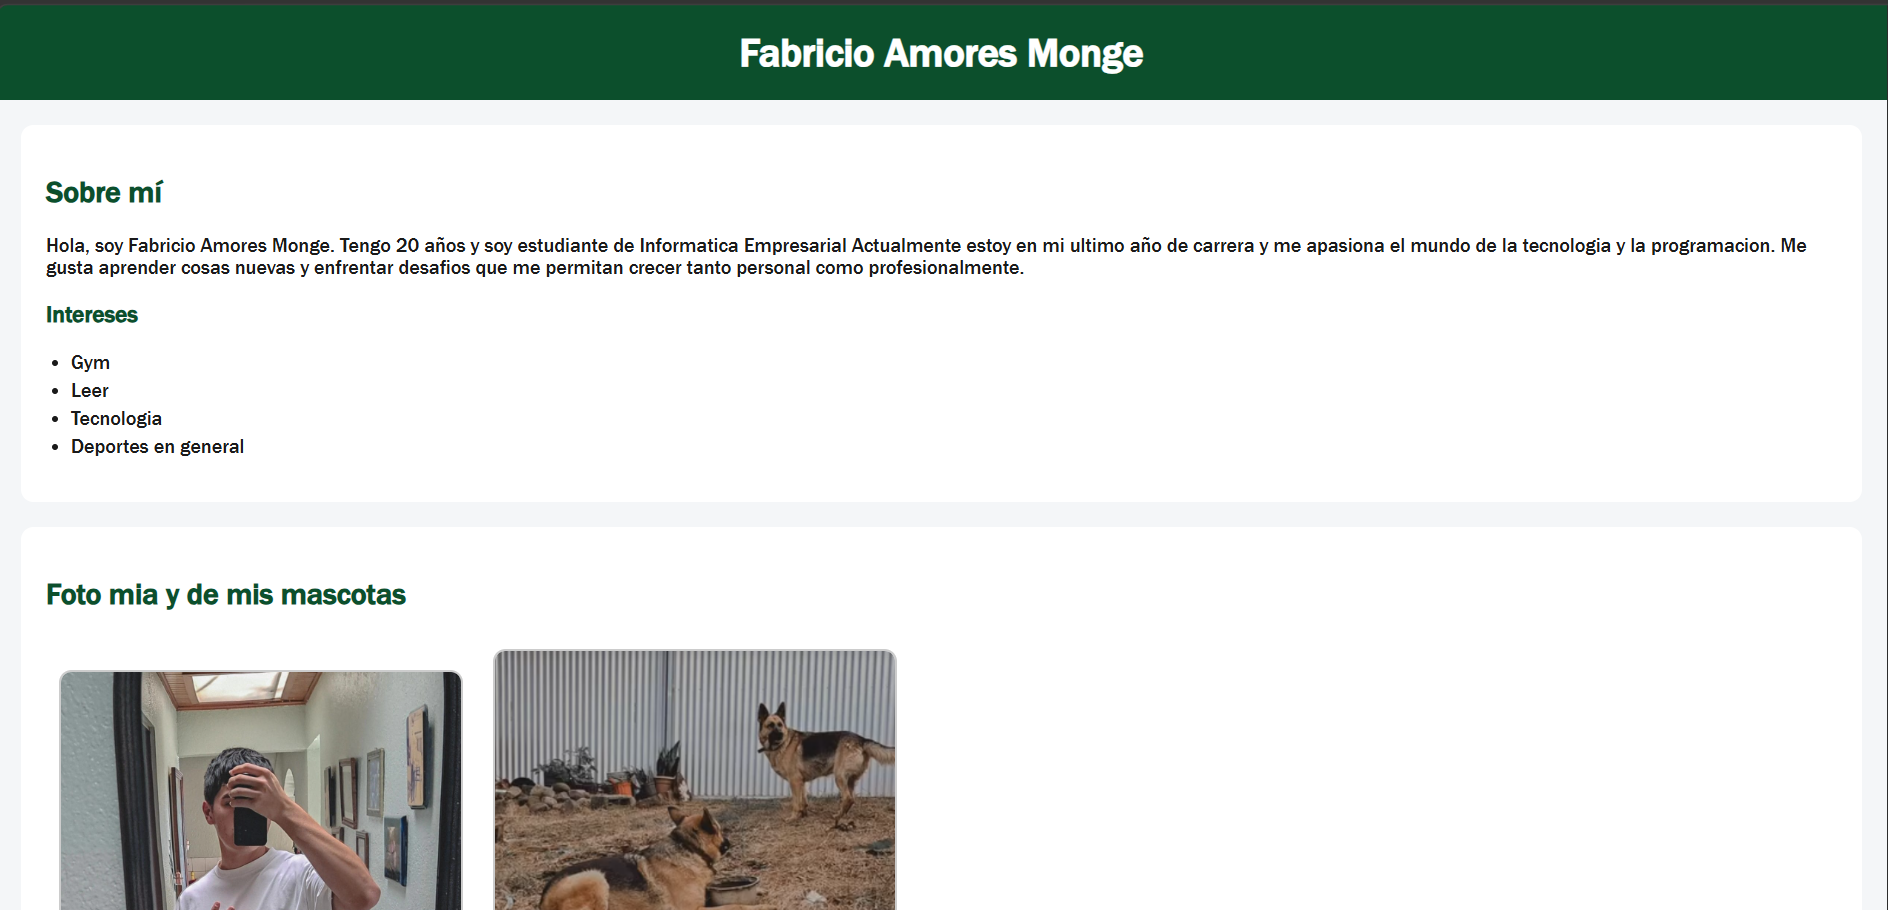 Fabricio Amores Monge
Sobre mí
Hola, soy Fabricio Amores Monge. Tengo 20 años y soy estudiante de Informatica Empresarial Actualmente estoy en mi ultimo año de carrera y me apasiona el mundo de la tecnologia y la programacion. Me
gusta aprender cosas nuevas y enfrentar desafios que me permitan crecer tanto personal como profesionalmente.
Intereses
• Gym
• Leer
• Tecnologia
• Deportes en general
Foto mia y de mis mascotas